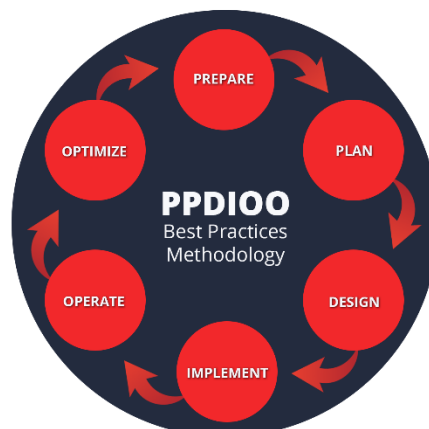 PREPARE
PLAN
DESIGN
IMPLEMENT
OPERATE
OPTIMIZE
PPDIOO
Best Practices
Methodology